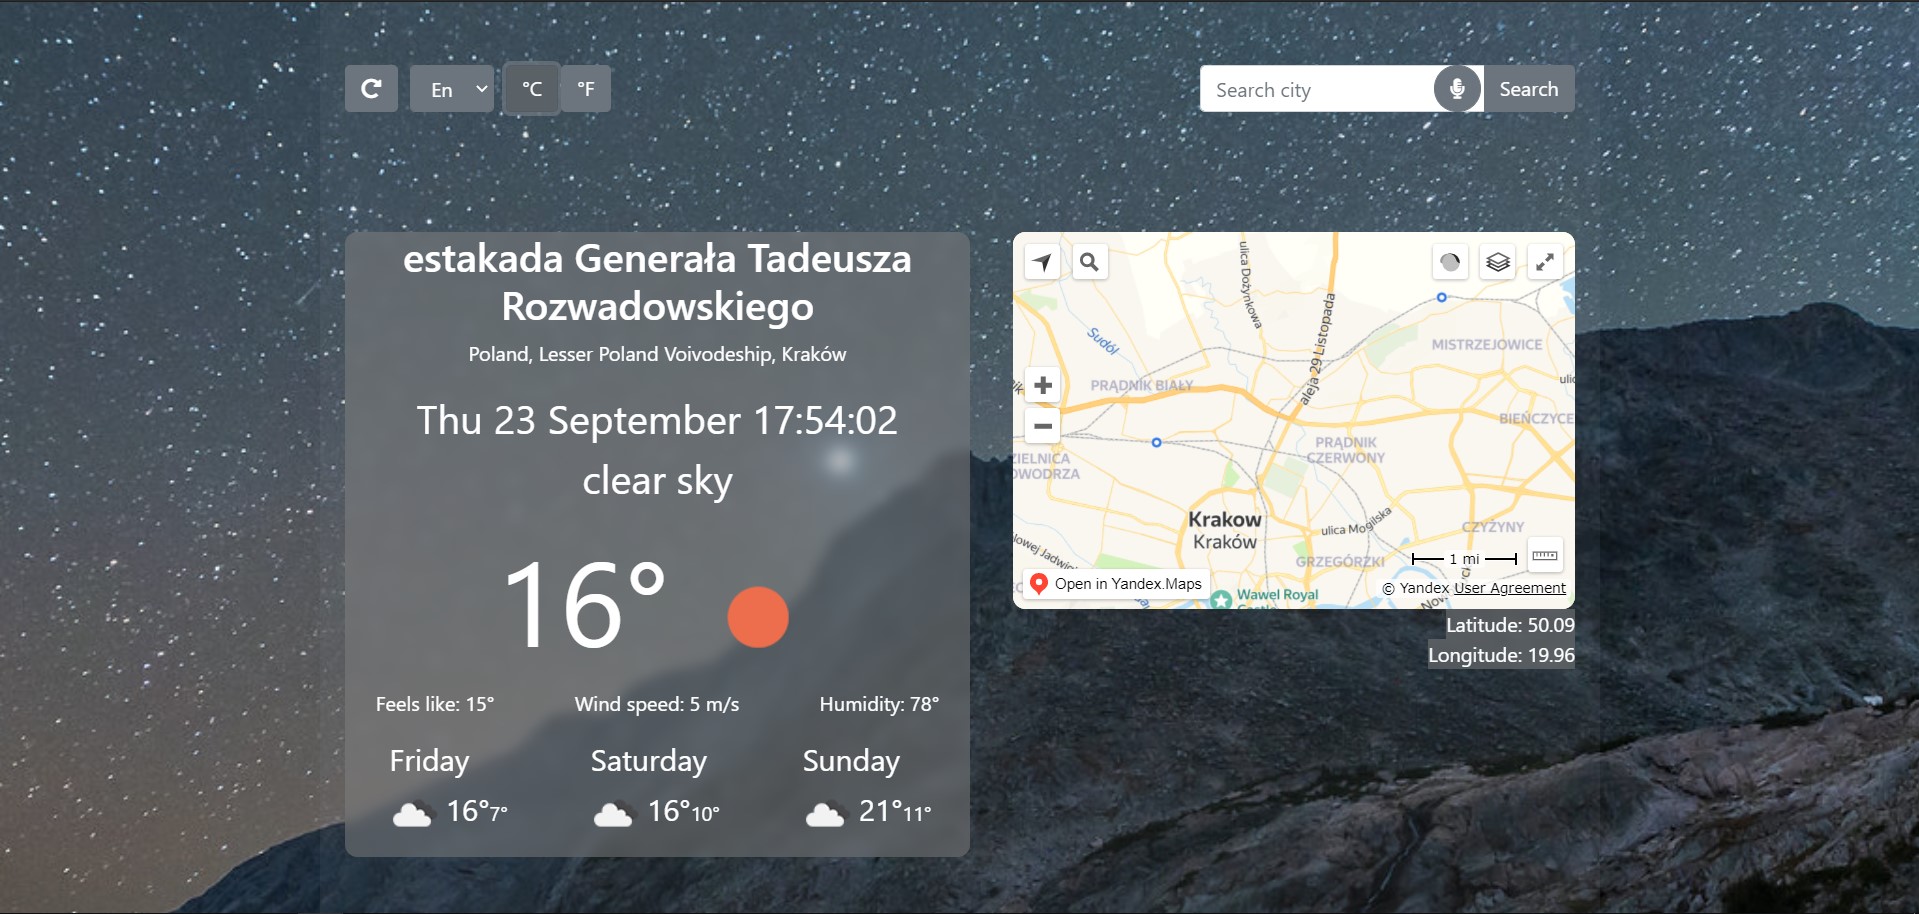 En
°C
°F
Search city
Search
estakada Generała Tadeusza
Rozwadowskiego
Poland, Lesser Poland Voivodeship, Kraków
Thu 23 September 17:54:02
clear sky
16°
Feels like: 15°
Wind speed: 5 m/s
Humidity: 78°
Friday
Saturday
Sunday
16°7°
16°10°
21°11°
ulica Dożynkowa
aleja 29 Listopada
Sudół
MISTRZEJOWICE
PRĄDNIK BIAŁY
BIEŃCZYCE
PRĄDNIK
CZERWONY
Krakow
Kraków
ulica Mogilska
CZYŻYNY
GRZEGÓRZKI
1 mi
Open in Yandex.Maps
© Yandex User Agreement
Wawel Royal
Castle
Latitude: 50.09
Longitude: 19.96